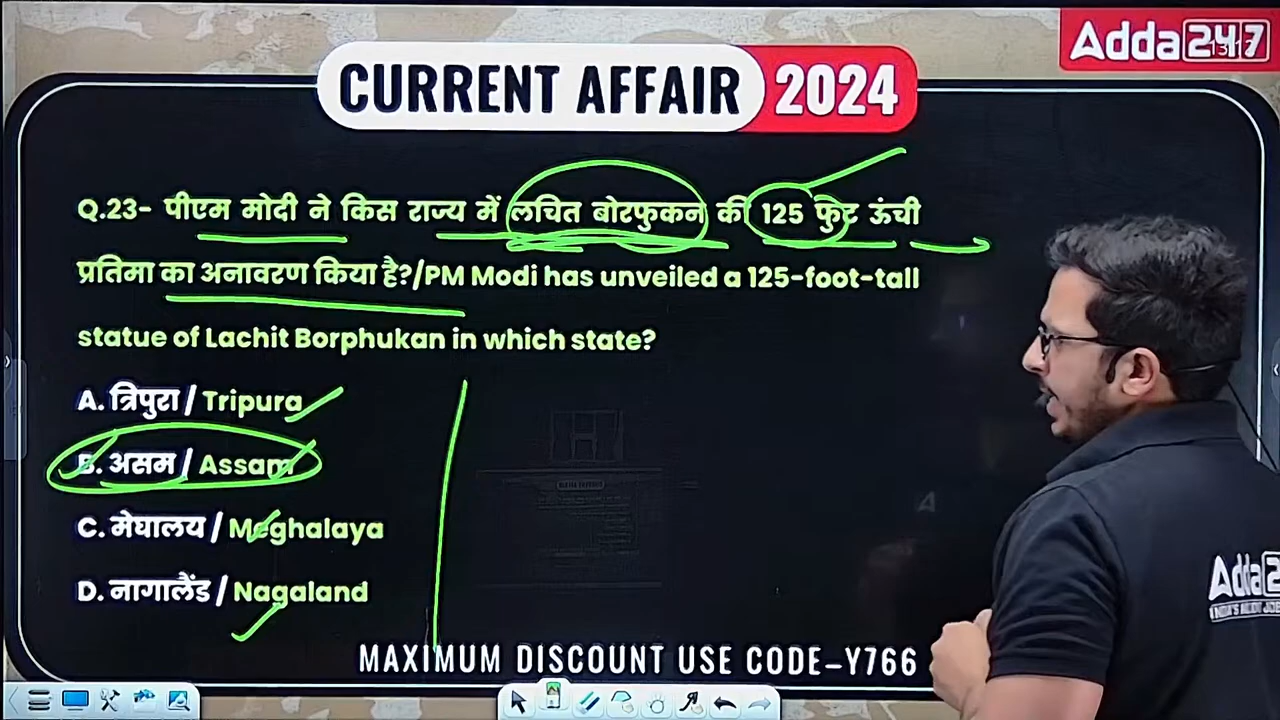 Adda247
CURRENT AFFAIR 2024
Q.23- पीएम मोदी ने किस राज्य में लचित बोरफुकन की 125 फुट ऊंची
प्रतिमा का अनावरण किया है?/PM Modi has unveiled a 125-foot-tall
statue of Lachit Borphukan in which state?
A. त्रिपुरा / Tripura
B. असम / Assam
C. मेघालय / Meghalaya
D. नागालैंड / Nagaland
MAXIMUM DISCOUNT USE CODE-Y766